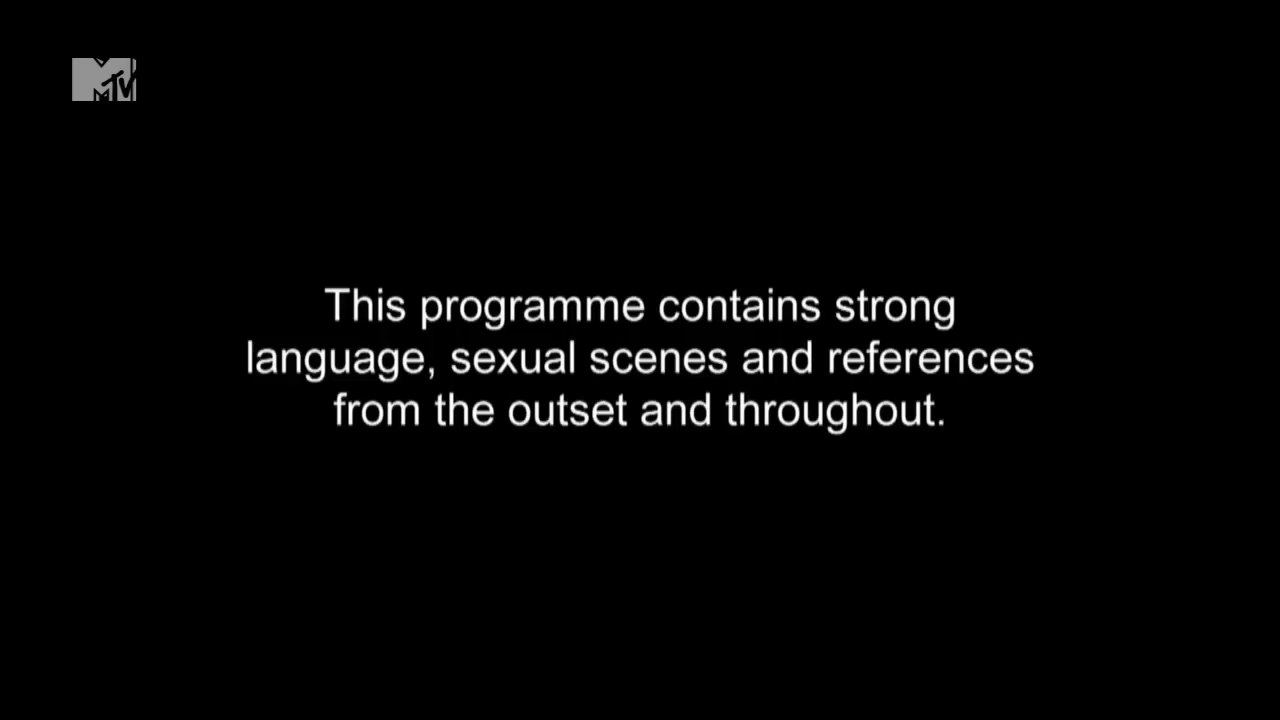 MTV
This programme contains strong
language, sexual scenes and references
from the outset and throughout.